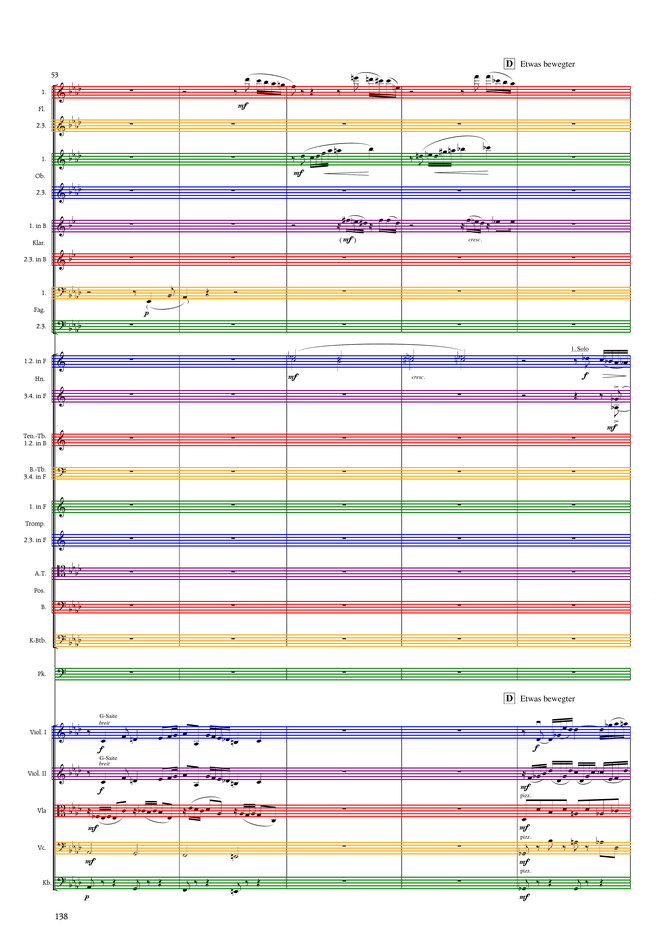 D Etwas bewegter
53
1.
mf
Fl.
2.3.
1.
mf
Ob.
2.3.
1. in B
(mf) cresc.
Klar.
2.3. in B
1.
p
Fag.
2.3.
1. Solo
1.2. in F
mf cresc. f
Hn.
3.4. in F
mf
Ten.-Tb.
1.2. in B
B.-Tb.
3.4. in F
1. in F
Tromp.
2.3. in F
A.T.
Pos.
B.
K-Btb.
Pk.
D Etwas bewegter
G-Saite
breit
Viol. I
f f
G-Saite
breit
Viol. II
f mf
pizz.
Vla
mf mf
pizz.
Vc.
mf mf
pizz.
Kb.
p mf
138